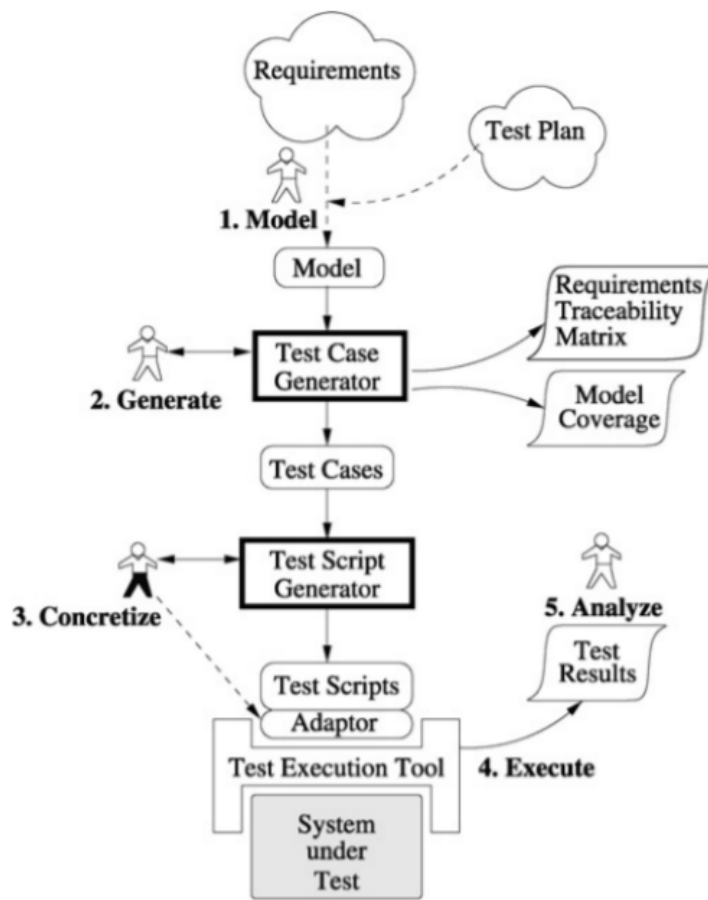 Requirements
Test Plan
1. Model
Model
Requirements
Traceability
Matrix
Test Case
Generator
2. Generate
Model
Coverage
Test Cases
Test Script
Generator
3. Concretize
5. Analyze
Test
Results
Test Scripts
Adaptor
Test Execution Tool
4. Execute
System
under
Test